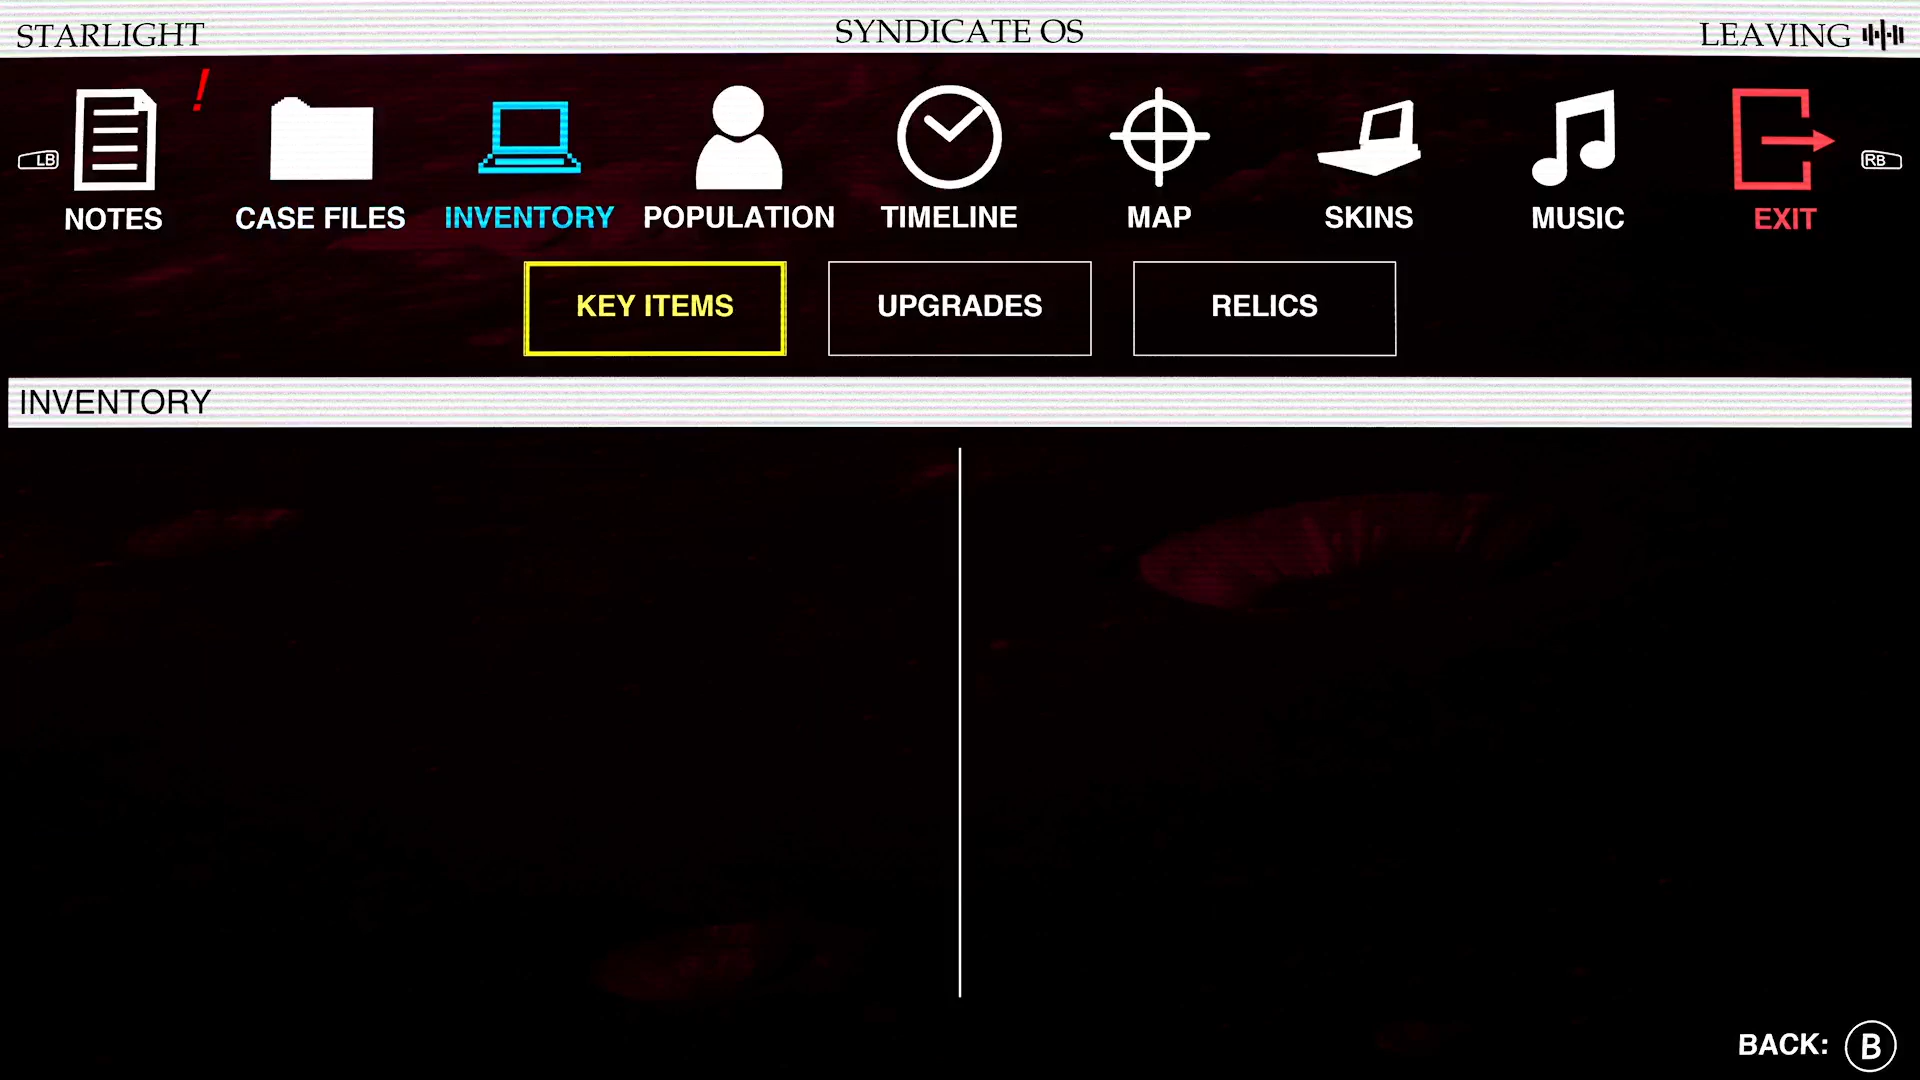 STARLIGHT
SYNDICATE OS
LEAVING
!
LB
NOTES
CASE FILES
INVENTORY
POPULATION
TIMELINE
MAP
SKINS
MUSIC
EXIT
RB
KEY ITEMS
UPGRADES
RELICS
INVENTORY
BACK: B